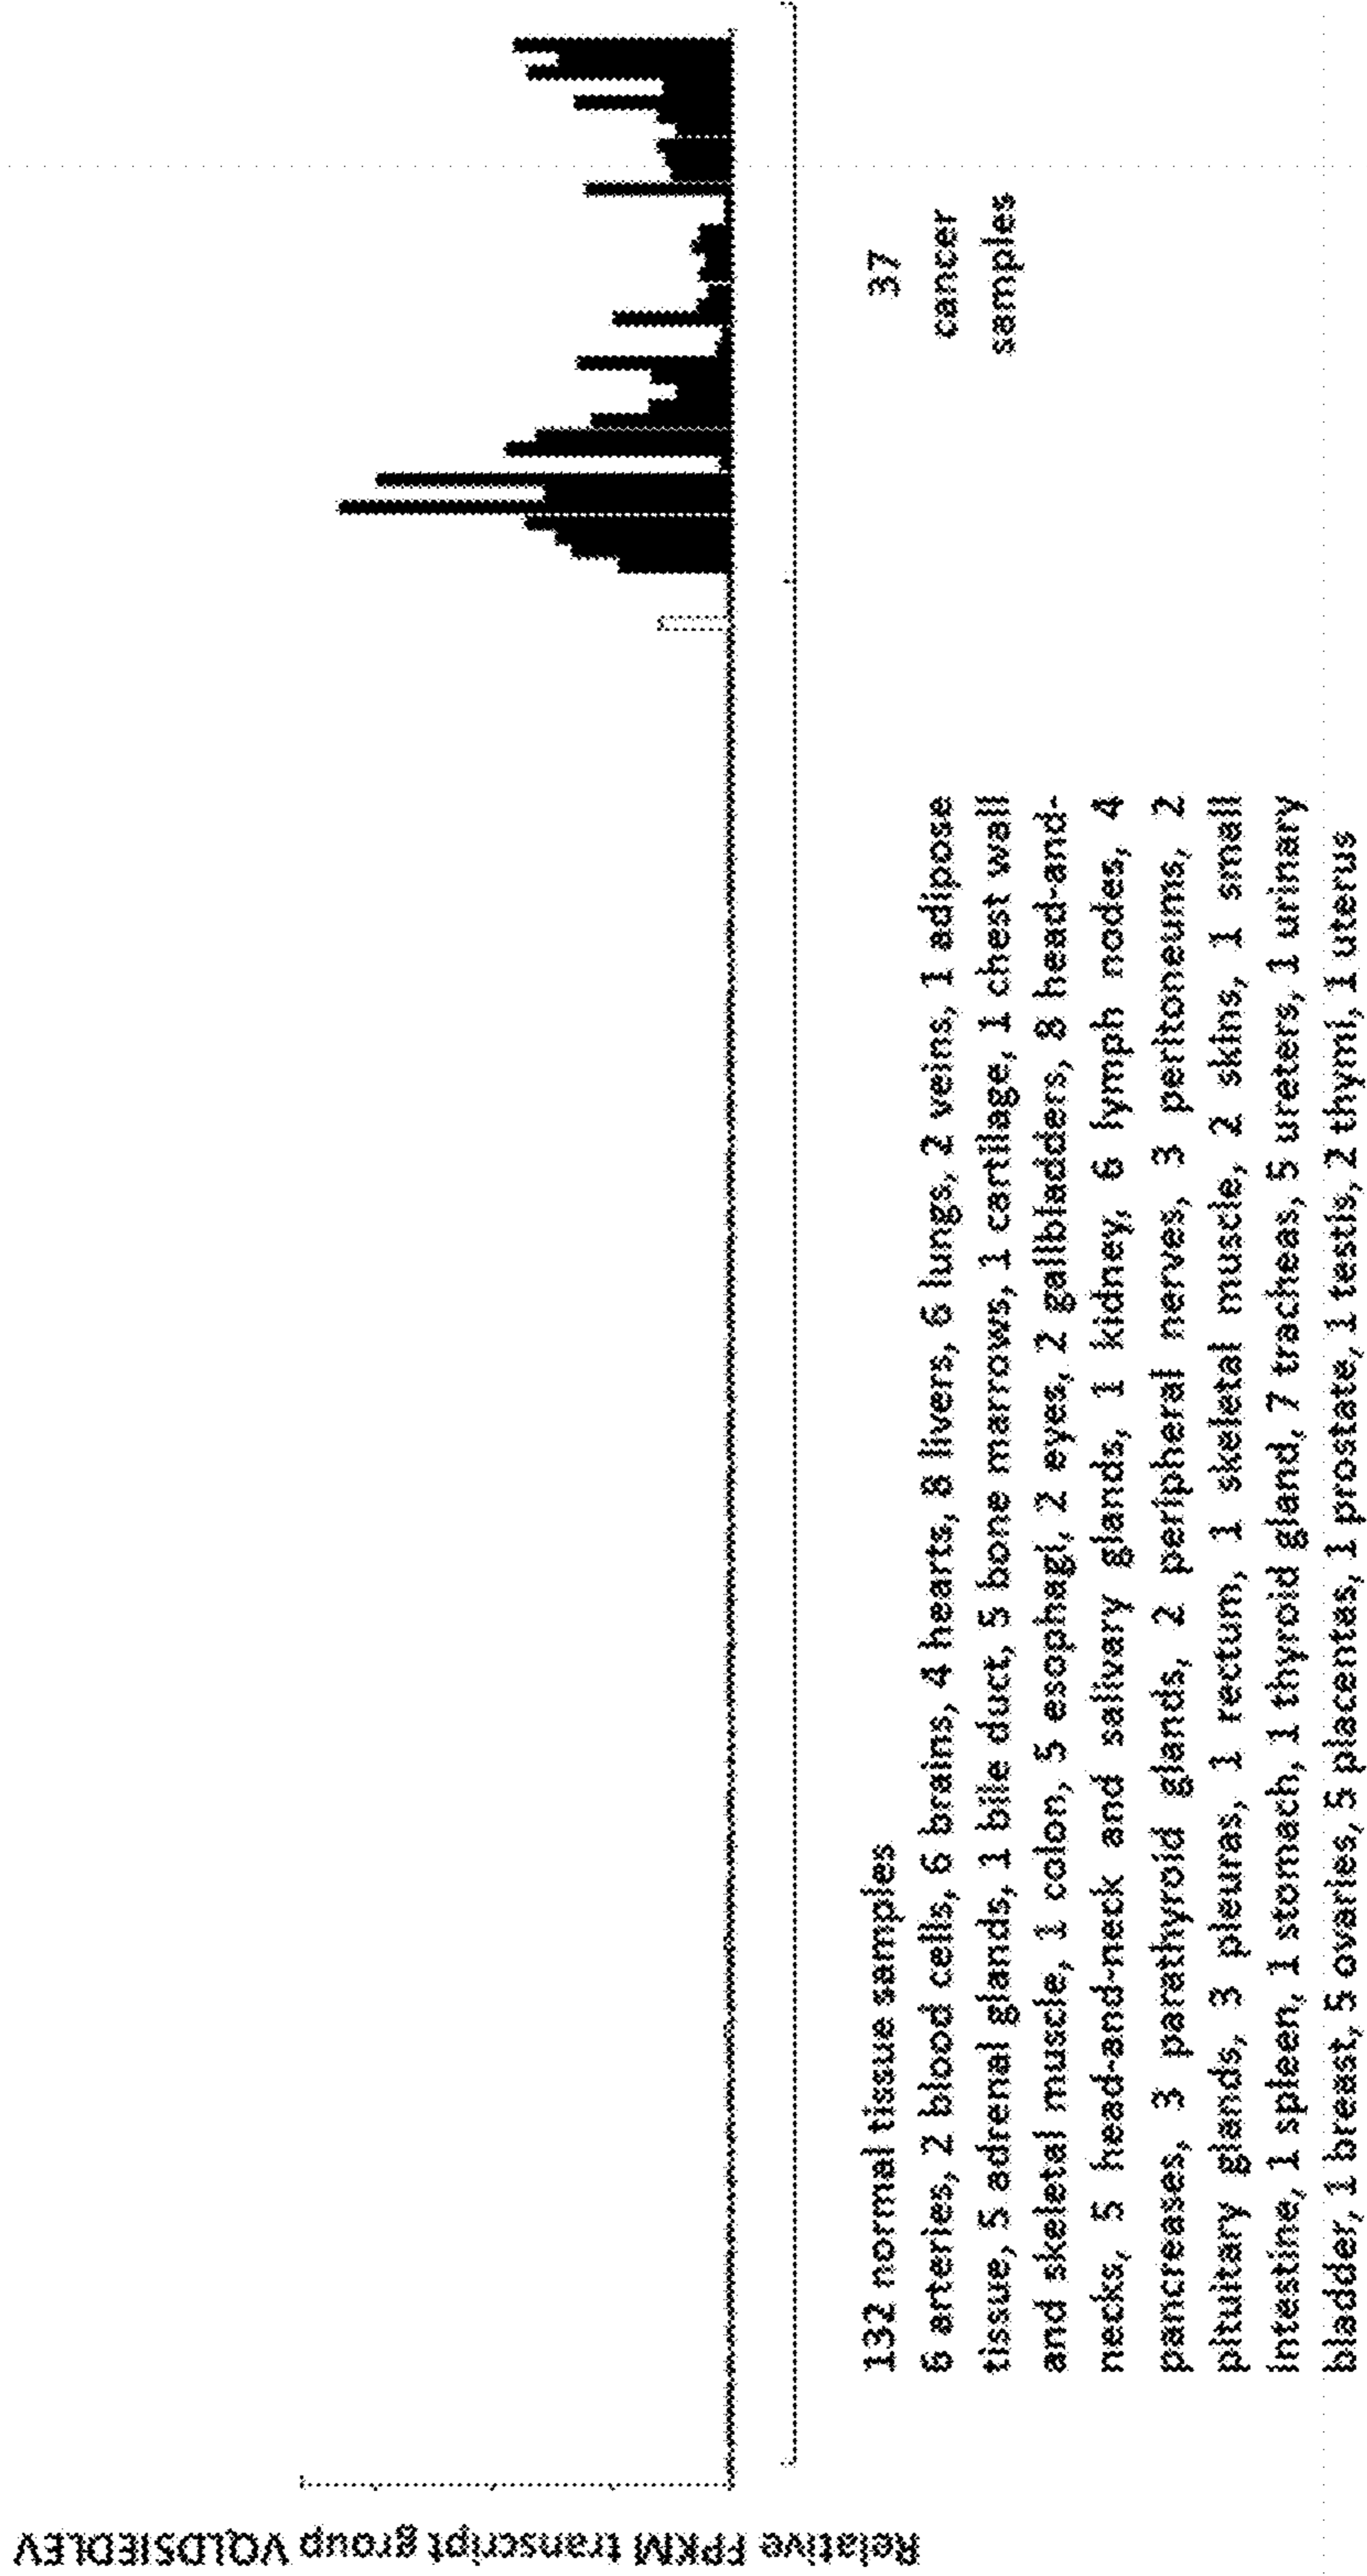 Relative FPKM transcript group VQLDSIEDLEV
132 normal tissue samples
6 arteries, 2 blood cells, 6 brains, 4 hearts, 8 livers, 6 lungs, 2 veins, 1 adipose
tissue, 5 adrenal glands, 1 bile duct, 5 bone marrows, 1 cartilage, 1 chest wall
and skeletal muscle, 1 colon, 5 esophagi, 2 eyes, 2 gallbladders, 8 head-and-
necks, 5 head-and-neck and salivary glands, 1 kidney, 6 lymph nodes, 4
pancreases, 3 parathyroid glands, 2 peripheral nerves, 3 peritoneums, 2
pituitary glands, 3 pleuras, 1 rectum, 1 skeletal muscle, 2 skins, 1 small
intestine, 1 spleen, 1 stomach, 1 thyroid gland, 7 tracheas, 5 ureters, 1 urinary
bladder, 1 breast, 5 ovaries, 5 placentas, 1 prostate, 1 testis, 2 thymi, 1 uterus
37
cancer
samples